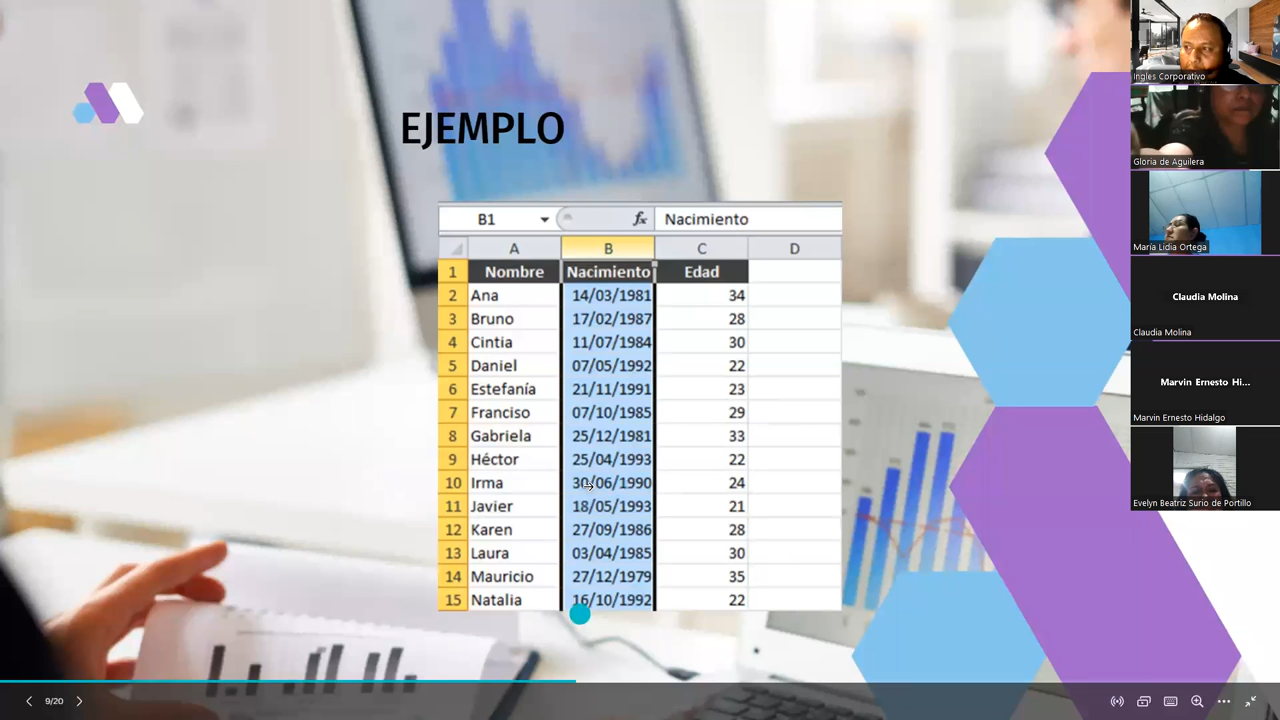 EJEMPLO
B1 fx Nacimiento
A B C D
1 Nombre Nacimiento Edad
2 Ana 14/03/1981 34
3 Bruno 17/02/1987 28
4 Cintia 11/07/1984 30
5 Daniel 07/05/1992 22
6 Estefanía 21/11/1991 23
7 Franciso 07/10/1985 29
8 Gabriela 25/12/1981 33
9 Héctor 25/04/1993 22
10 Irma 30/06/1990 24
11 Javier 18/05/1993 21
12 Karen 27/09/1986 28
13 Laura 03/04/1985 30
14 Mauricio 27/12/1979 35
15 Natalia 16/10/1992 22
9/20
Ingles Corporativo
Gloria de Aguilera
María Lidia Ortega
Claudia Molina
Claudia Molina
Marvin Ernesto Hi...
Marvin Ernesto Hidalgo
Evelyn Beatriz Surio de Portillo